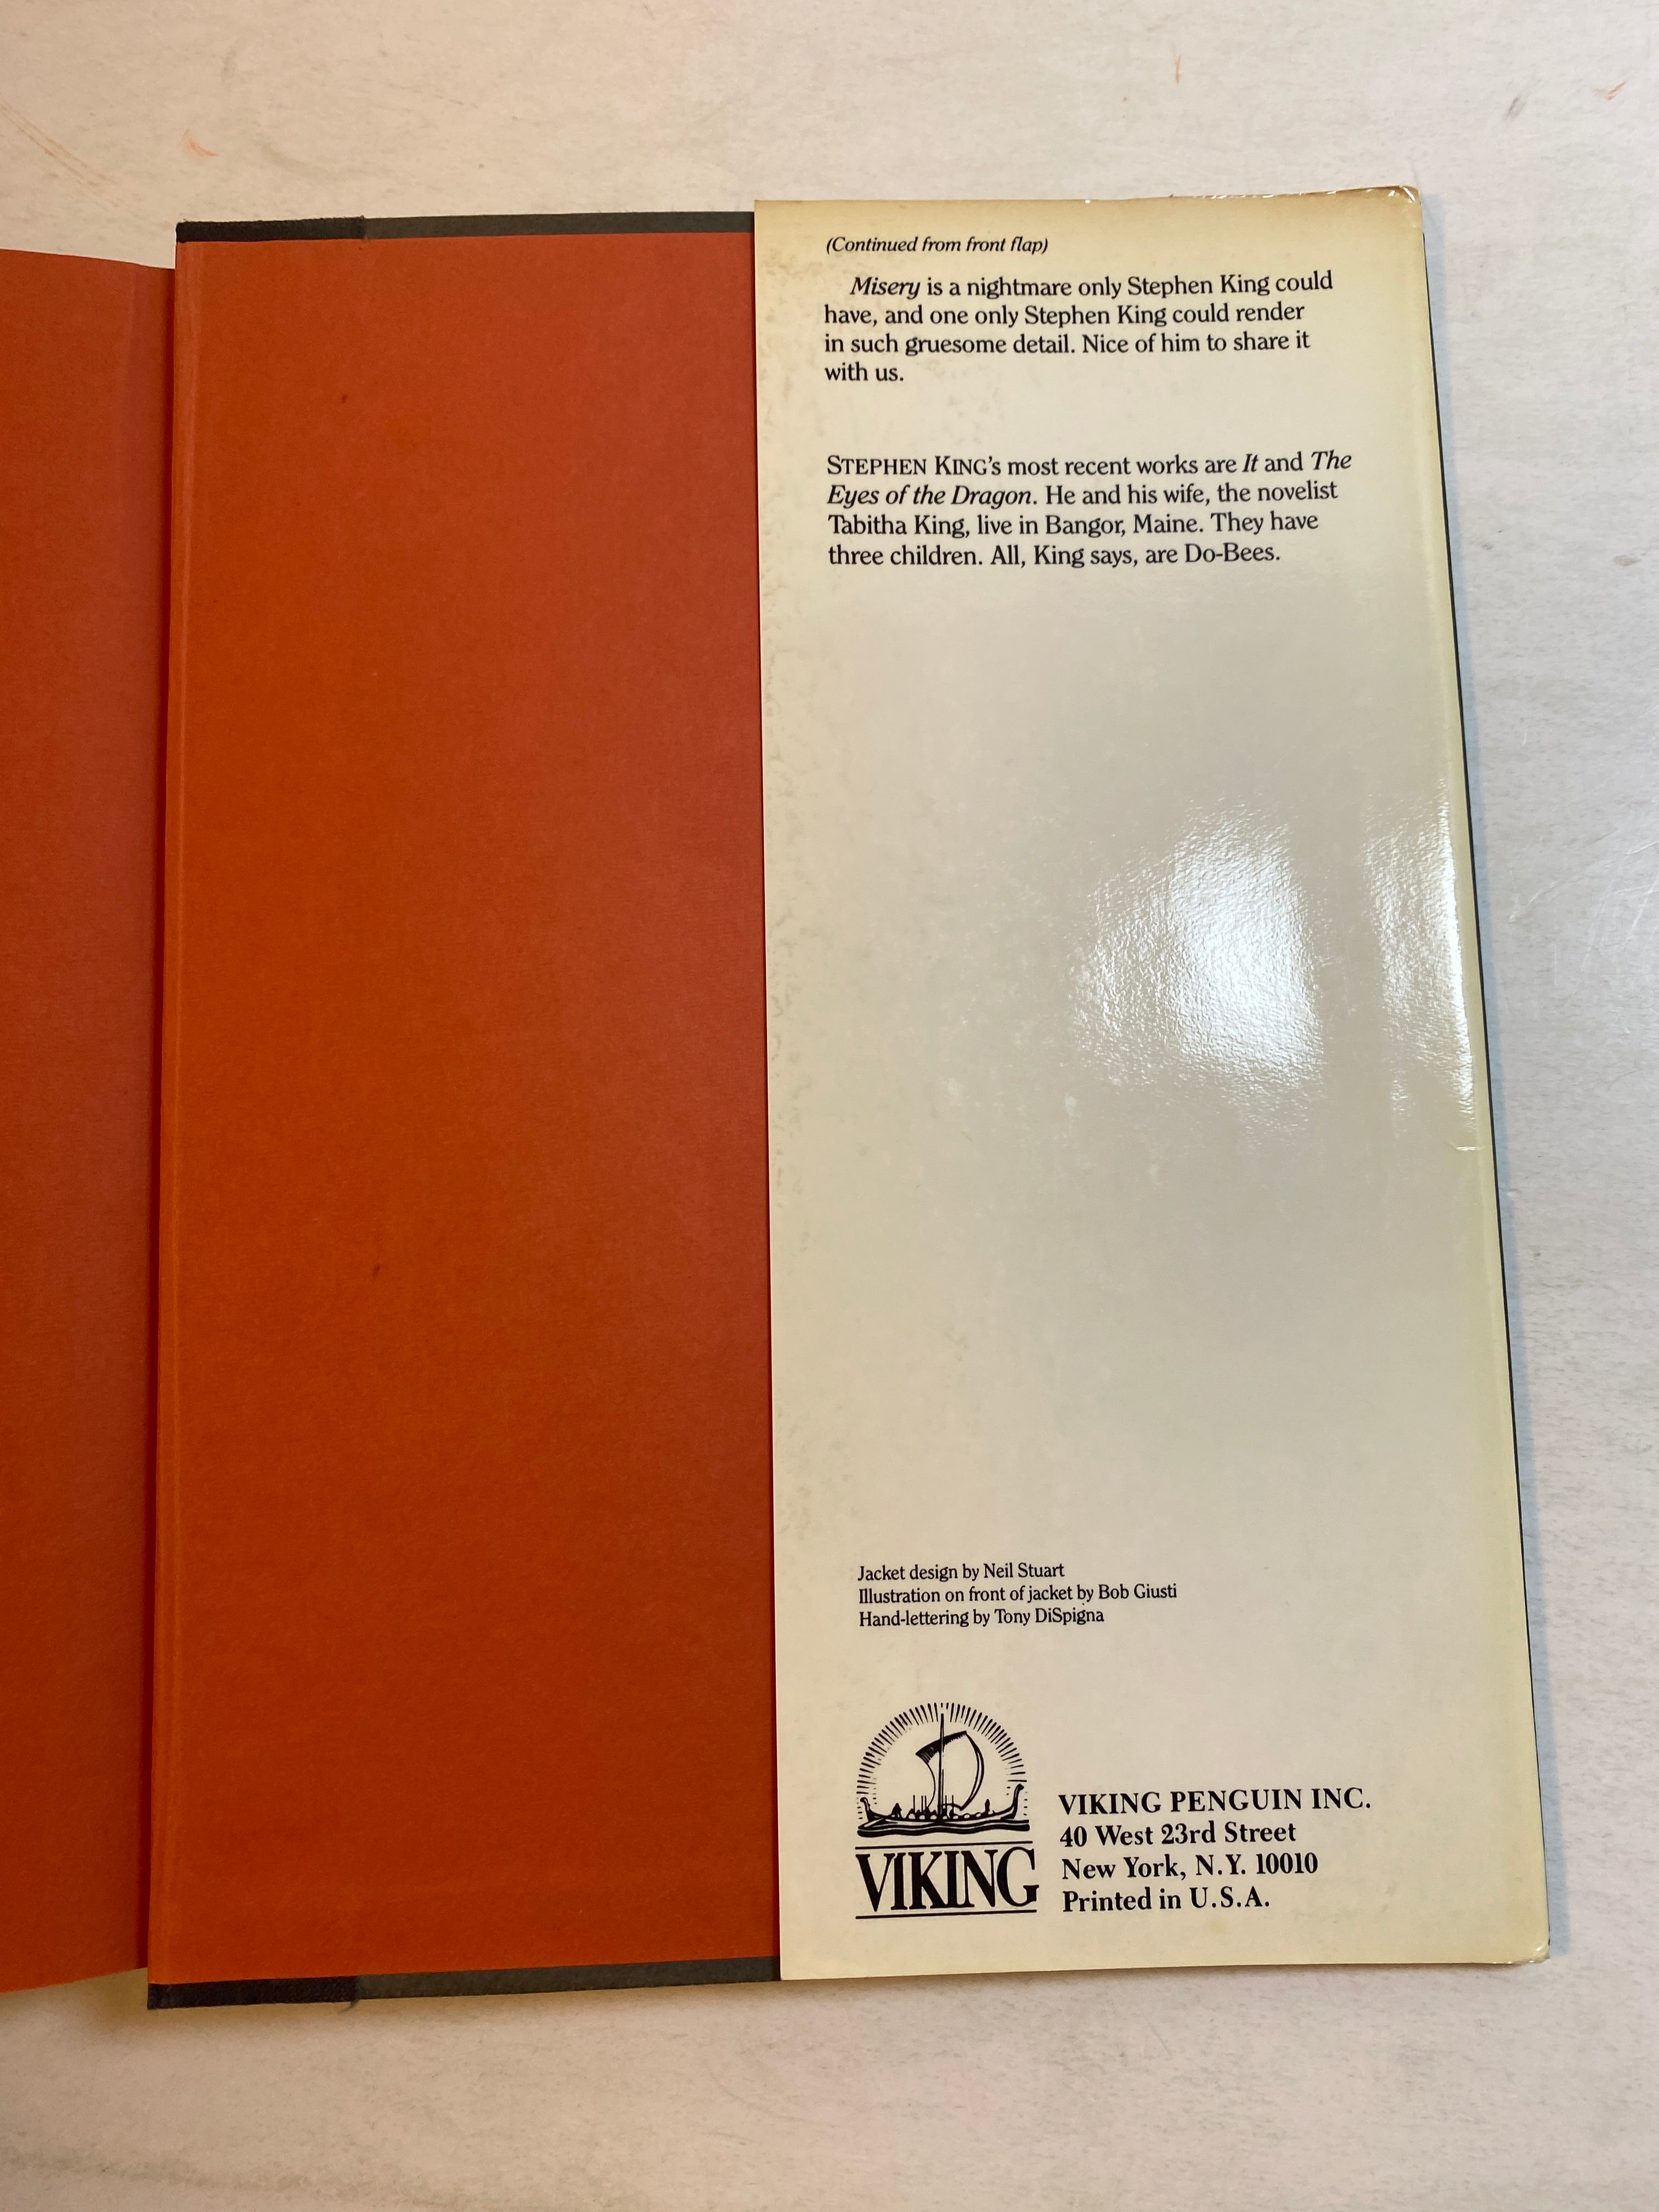 (Continued from front flap)
Misery is a nightmare only Stephen King could
have, and one only Stephen King could render
in such gruesome detail. Nice of him to share it
with us.
STEPHEN KING's most recent works are It and The
Eyes of the Dragon. He and his wife, the novelist
Tabitha King, live in Bangor, Maine. They have
three children. All, King says, are Do-Bees.
Jacket design by Neil Stuart
Illustration on front of jacket by Bob Giusti
Hand-lettering by Tony DiSpigna
VIKING
VIKING PENGUIN INC.
40 West 23rd Street
New York, N.Y. 10010
Printed in U.S.A.